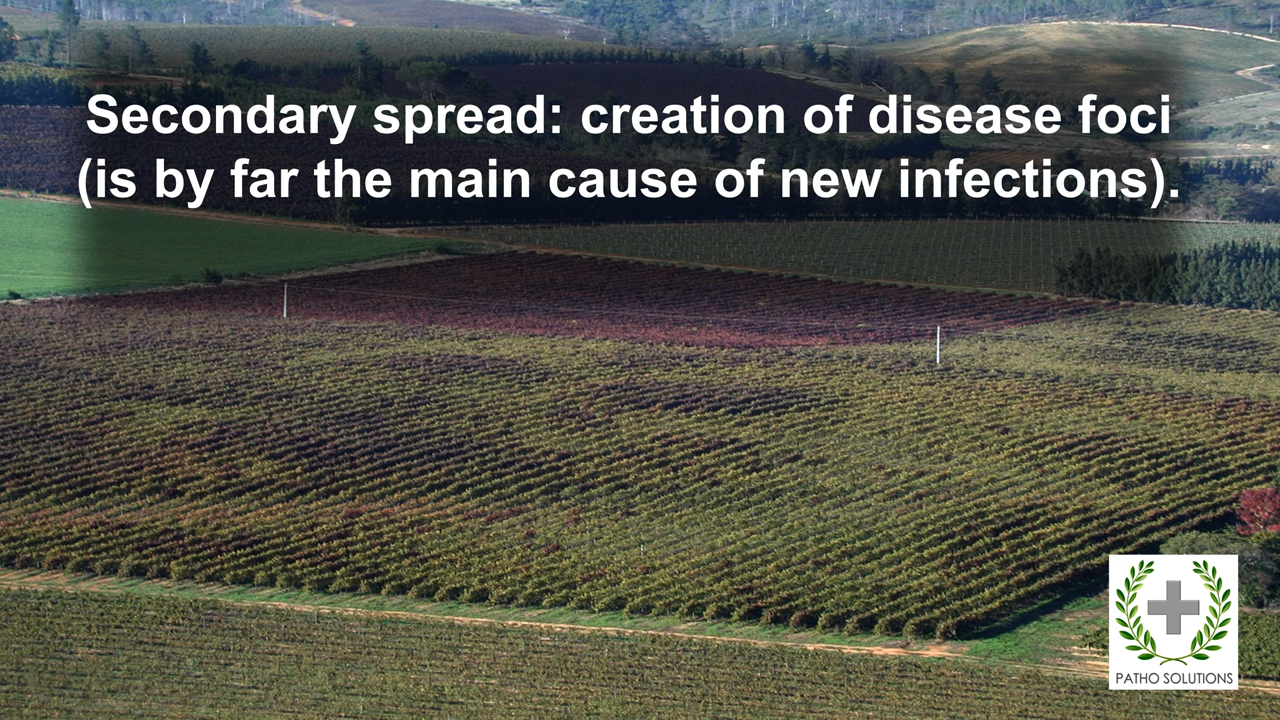 Secondary spread: creation of disease foci
(is by far the main cause of new infections).
PATHO SOLUTIONS